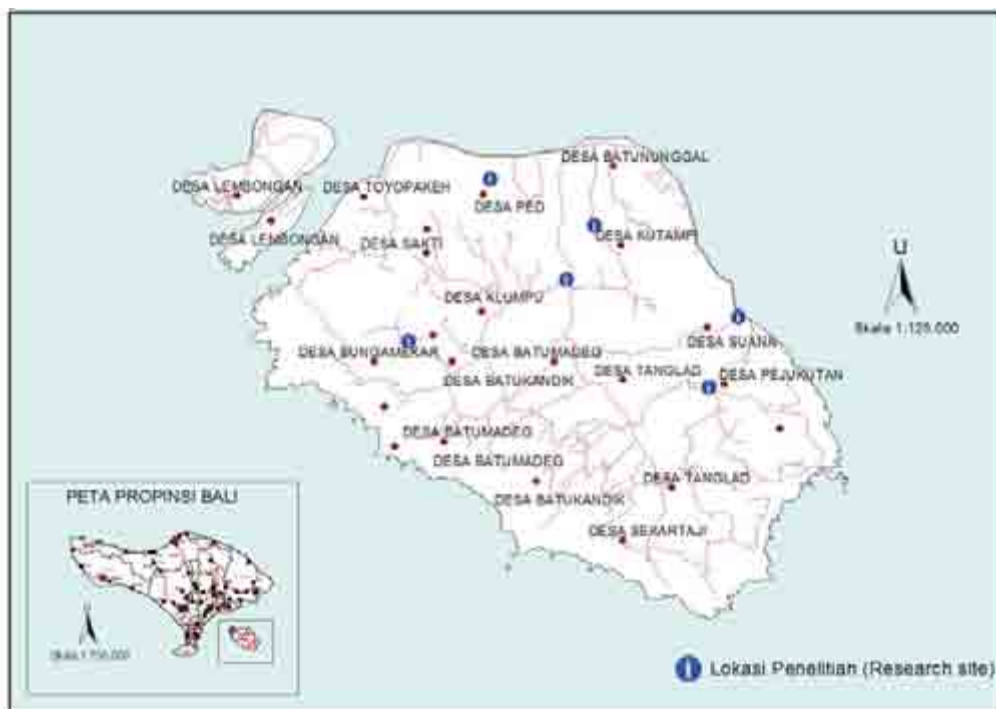 DESA BATUNUNGGAL
DESA LEMBONGAN
DESA TOYOPAKEH
DESA PED
DESA LEMBONGAN
DESA SAKTI
DESA KUTAMPI
U
DESA KLUMPU
Skala 1:125.000
DESA SUANA
DESA BUNGAMEKAR
DESA BATUMADEG
DESA BATUKANDIK
DESA TANGLAD
DESA PEJUKUTAN
DESA BATUMADEG
DESA BATUMADEG
DESA BATUKANDIK
DESA TANGLAD
DESA SEKARTAJI
PETA PROPINSI BALI
Skala
Lokasi Penelitian (Research site)